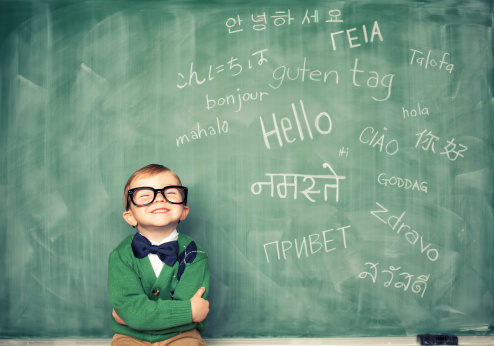 안녕하세요
ΓΕΙΑ
こんにちは
guten tag
Talofa
bonjour
hola
mahalo
Hello
CIAO
你好
hi
नमस्ते
GODDAG
Zdravo
ПРИВЕТ
สวัสดี